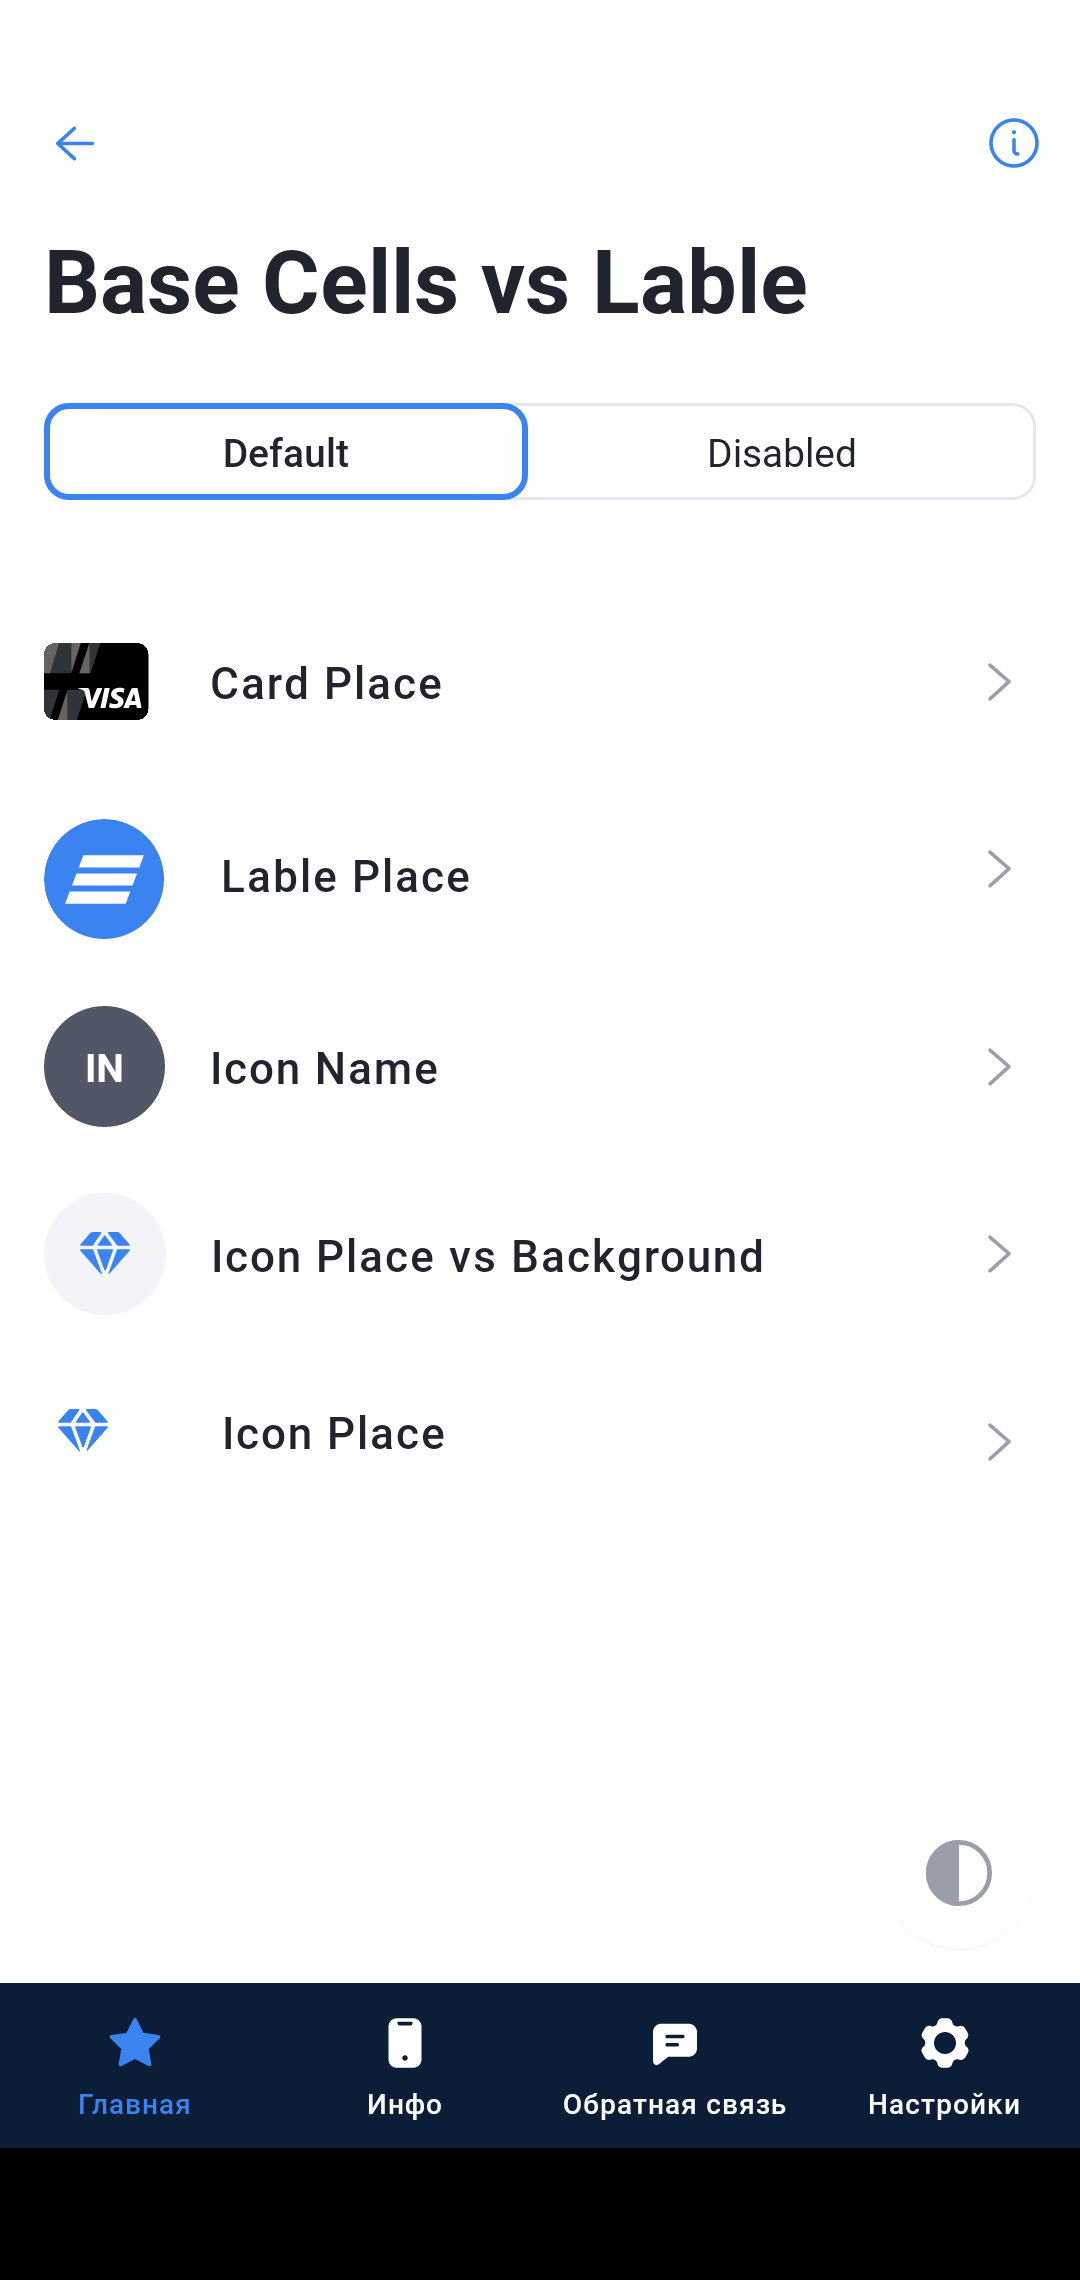 Base Cells vs Lable
Default
Disabled
VISA
Card Place
Lable Place
IN
Icon Name
Icon Place vs Background
Icon Place
Главная
Инфо
Обратная связь
Настройки